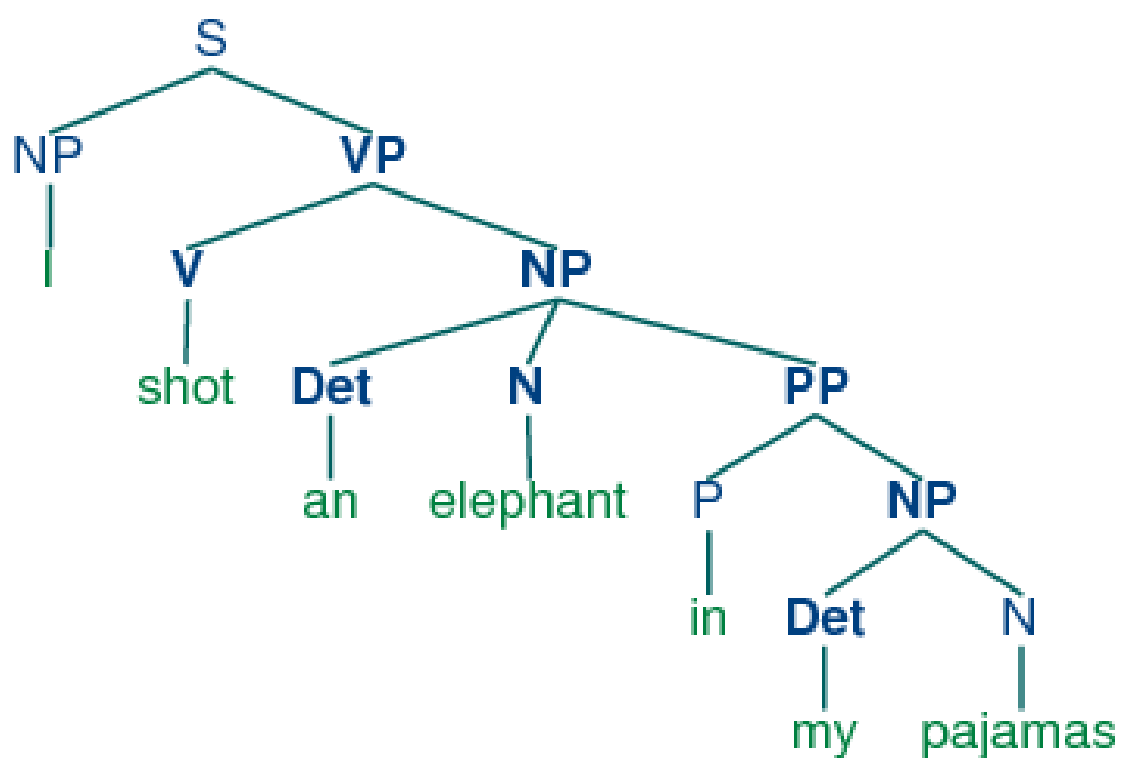 S
NP VP
I V NP
shot Det N PP
an elephant P NP
in Det N
my pajamas